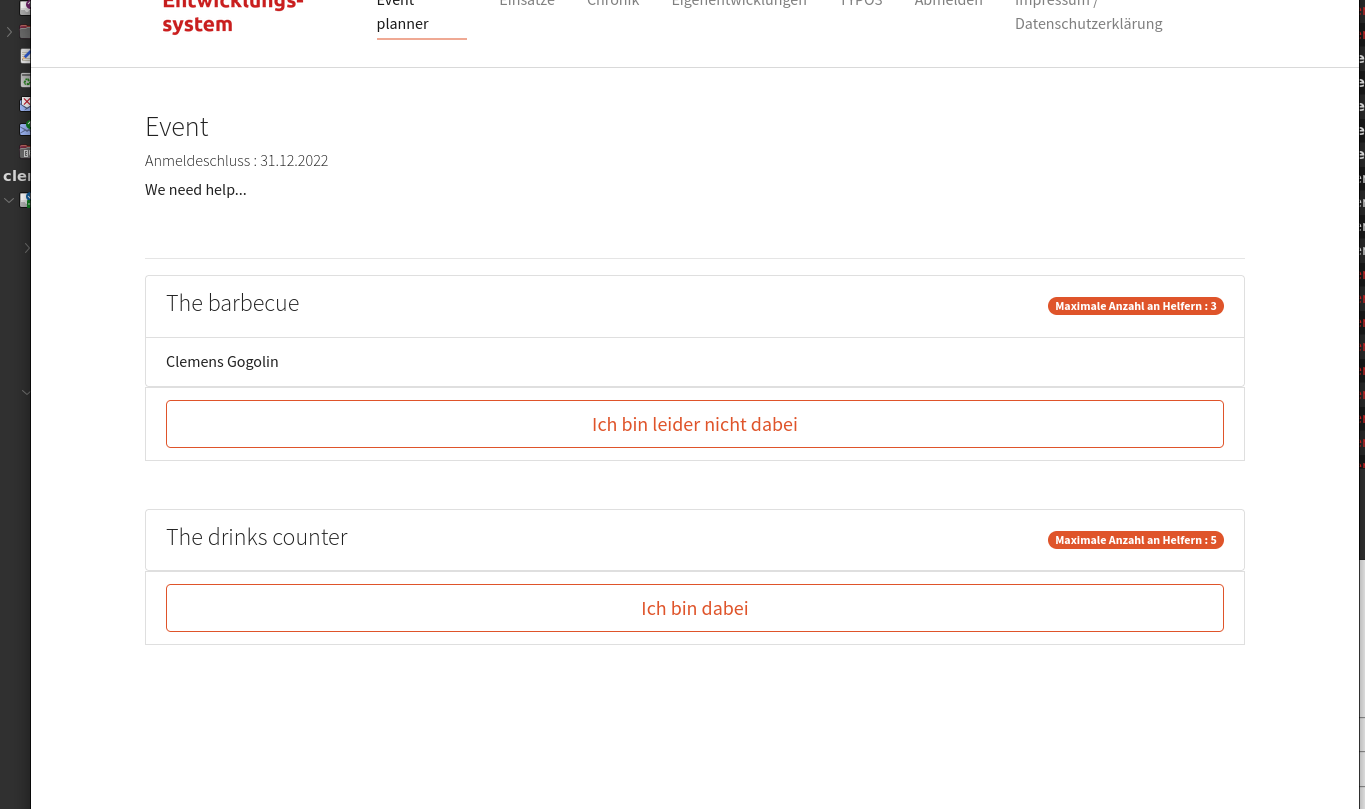 Entwicklungs-
system
Event
planner
Einsätze
Chronik
Eigenentwicklungen
TYPO3
Abmelden
Impressum /
Datenschutzerklärung
Event
Anmeldeschluss : 31.12.2022
We need help...
The barbecue
Maximale Anzahl an Helfern : 3
Clemens Gogolin
Ich bin leider nicht dabei
The drinks counter
Maximale Anzahl an Helfern : 5
Ich bin dabei